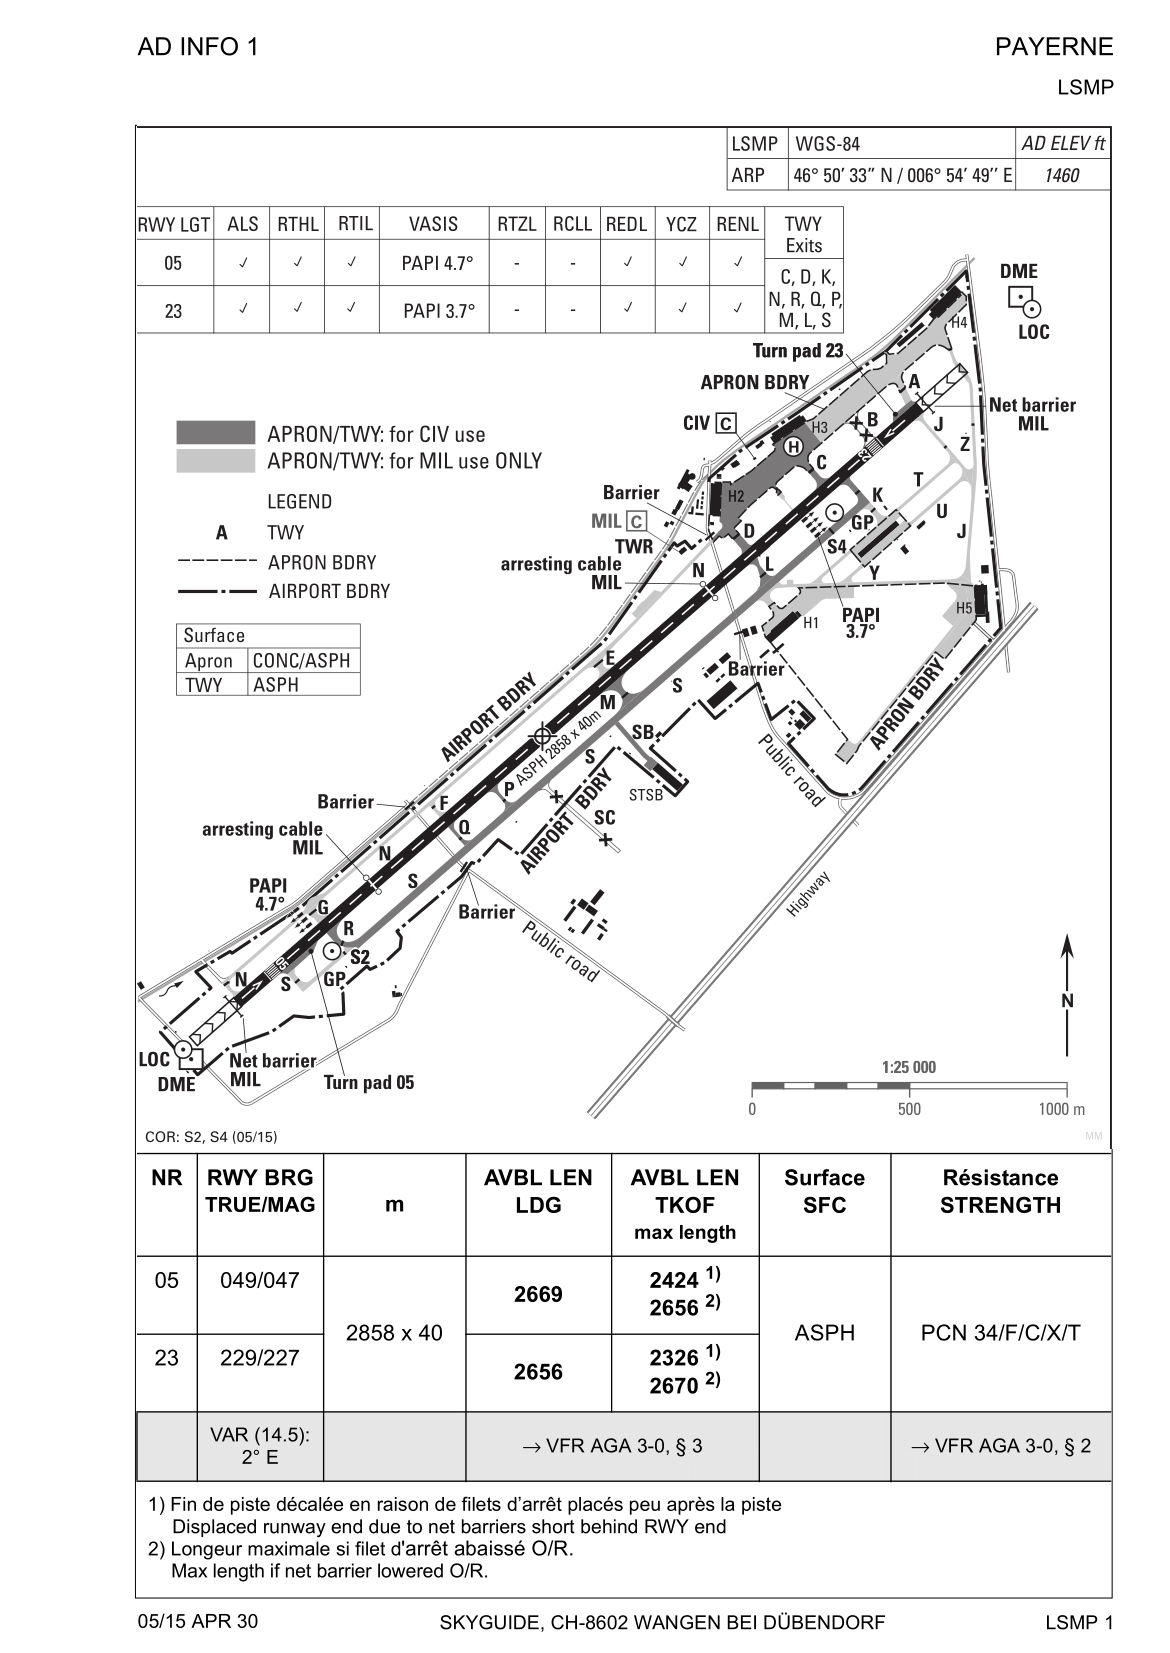 AD INFO 1
PAYERNE
LSMP
LSMP WGS-84 AD ELEV ft
ARP 46° 50′ 33″ N / 006° 54′ 49′′ E 1460
RWY LGT ALS RTHL RTIL VASIS RTZL RCLL REDL YCZ RENL TWY
Exits
05 ✓ ✓ ✓ PAPI 4.7° - - ✓ ✓ ✓
23 ✓ ✓ ✓ PAPI 3.7° - - ✓ ✓ ✓
C, D, K,
N, R, Q, P,
M, L, S
DME
LOC
H4
Turn pad 23
APRON BDRY
A
Net barrier
MIL
CIV C
H3
B
J
H
23
Z
C
APRON/TWY: for CIV use
APRON/TWY: for MIL use ONLY
LEGEND
A TWY
APRON BDRY
AIRPORT BDRY
Surface
Apron CONC/ASPH
TWY ASPH
Barrier
H2
K
T
U
MIL C
TWR
D
GP
S4
J
arresting cable
MIL
N
L
Y
PAPI
3.7°
H1
H5
E
Barrier
S
M
APRON BDRY
AIRPORT BDRY
ASPH 2858 x 40m
SB
S
Public road
STSB
P
Barrier
F
SC
AIRPORT BDRY
Q
arresting cable
MIL
N
S
PAPI
4.7°
G
Barrier
Highway
R
Public road
S2
05
N
S
GP
N
LOC
DME
Net barrier
MIL
Turn pad 05
1:25 000
0 500 1000 m
COR: S2, S4 (05/15)
MM
NR RWY BRG TRUE/MAG m AVBL LEN LDG AVBL LEN TKOF max length Surface SFC Résistance STRENGTH
05 049/047 2858 x 40 2669 2424 1) 2656 2) ASPH PCN 34/F/C/X/T
23 229/227 2656 2326 1) 2670 2)
VAR (14.5): 2° E → VFR AGA 3-0, § 3 → VFR AGA 3-0, § 2
1) Fin de piste décalée en raison de filets d’arrêt placés peu après la piste
Displaced runway end due to net barriers short behind RWY end
2) Longeur maximale si filet d'arrêt abaissé O/R.
Max length if net barrier lowered O/R.
05/15 APR 30
SKYGUIDE, CH-8602 WANGEN BEI DÜBENDORF
LSMP 1